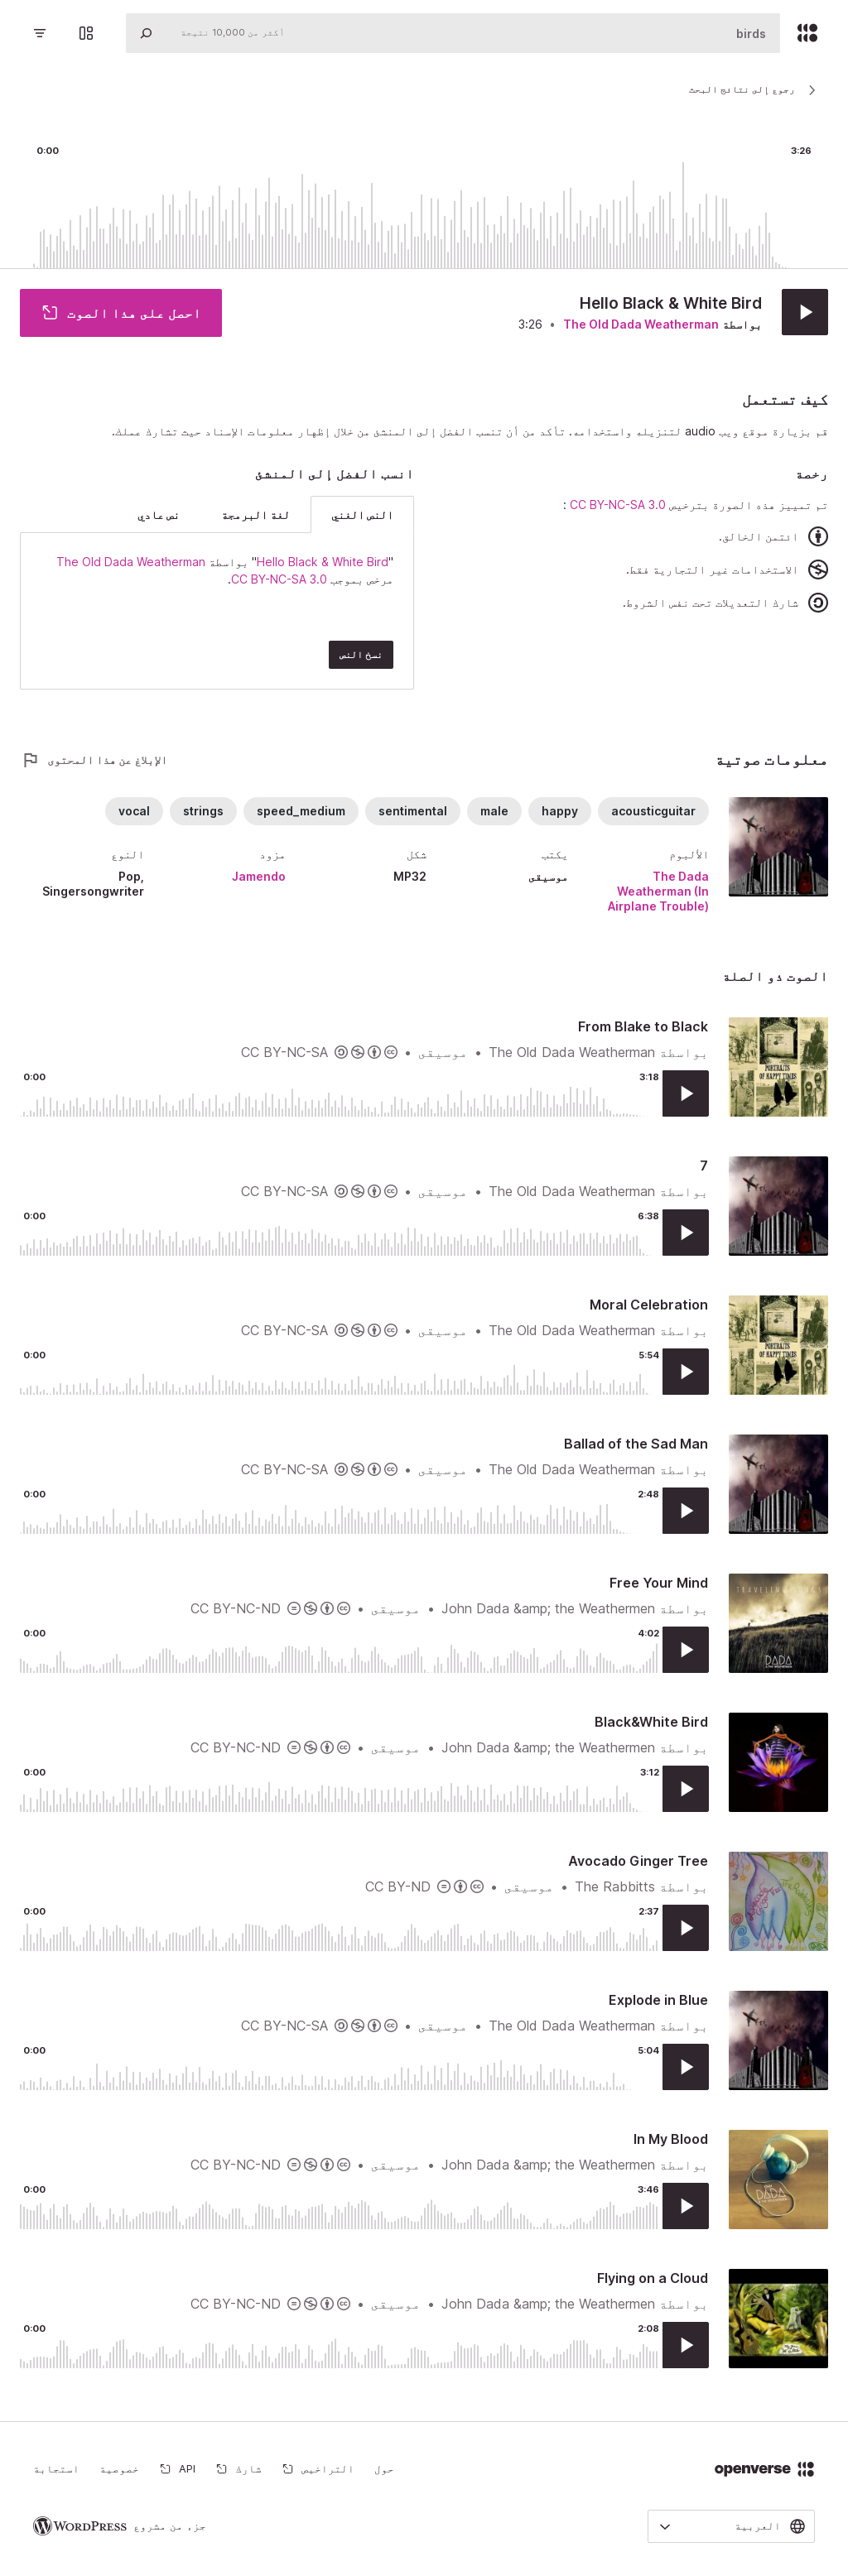 birds
أكثر من 10,000 نتيجة
رجوع إلى نتائج البحث
3:26
0:00
Hello Black & White Bird
بواسطة The Old Dada Weatherman • 3:26
احصل على هذا الصوت
كيف تستعمل
قم بزيارة موقع ويب audio لتنزيله واستخدامه. تأكد من أن تنسب الفضل إلى المنشئ من خلال إظهار معلومات الإسناد حيث تشارك عملك.
رخصة
تم تمييز هذه الصورة بترخيص CC BY-NC-SA 3.0 :
ائتمن الخالق.
الاستخدامات غير التجارية فقط.
شارك التعديلات تحت نفس الشروط.
انسب الفضل إلى المنشئ
النص الغني
لغة البرمجة
نص عادي
"Hello Black & White Bird" بواسطة The Old Dada Weatherman
مرخص بموجب CC BY-NC-SA 3.0.
نسخ النص
معلومات صوتية
الإبلاغ عن هذا المحتوى
acousticguitar
happy
male
sentimental
speed_medium
strings
vocal
الألبوم
The Dada
Weatherman (In
Airplane Trouble)
يكتب
موسيقى
شكل
MP32
مزود
Jamendo
النوع
Pop,
Singersongwriter
الصوت ذو الصلة
From Blake to Black
بواسطة The Old Dada Weatherman • موسيقى • CC BY-NC-SA
3:18
0:00
7
بواسطة The Old Dada Weatherman • موسيقى • CC BY-NC-SA
6:38
0:00
Moral Celebration
بواسطة The Old Dada Weatherman • موسيقى • CC BY-NC-SA
5:54
0:00
Ballad of the Sad Man
بواسطة The Old Dada Weatherman • موسيقى • CC BY-NC-SA
2:48
0:00
Free Your Mind
بواسطة John Dada &amp; the Weathermen • موسيقى • CC BY-NC-ND
4:02
0:00
Black&White Bird
بواسطة John Dada &amp; the Weathermen • موسيقى • CC BY-NC-ND
3:12
0:00
Avocado Ginger Tree
بواسطة The Rabbitts • موسيقى • CC BY-ND
2:37
0:00
Explode in Blue
بواسطة The Old Dada Weatherman • موسيقى • CC BY-NC-SA
5:04
0:00
In My Blood
بواسطة John Dada &amp; the Weathermen • موسيقى • CC BY-NC-ND
3:46
0:00
Flying on a Cloud
بواسطة John Dada &amp; the Weathermen • موسيقى • CC BY-NC-ND
2:08
0:00
openverse
حول
التراخيص
شارك
API
خصوصية
استجابة
العربية
جزء من مشروع WORDPRESS